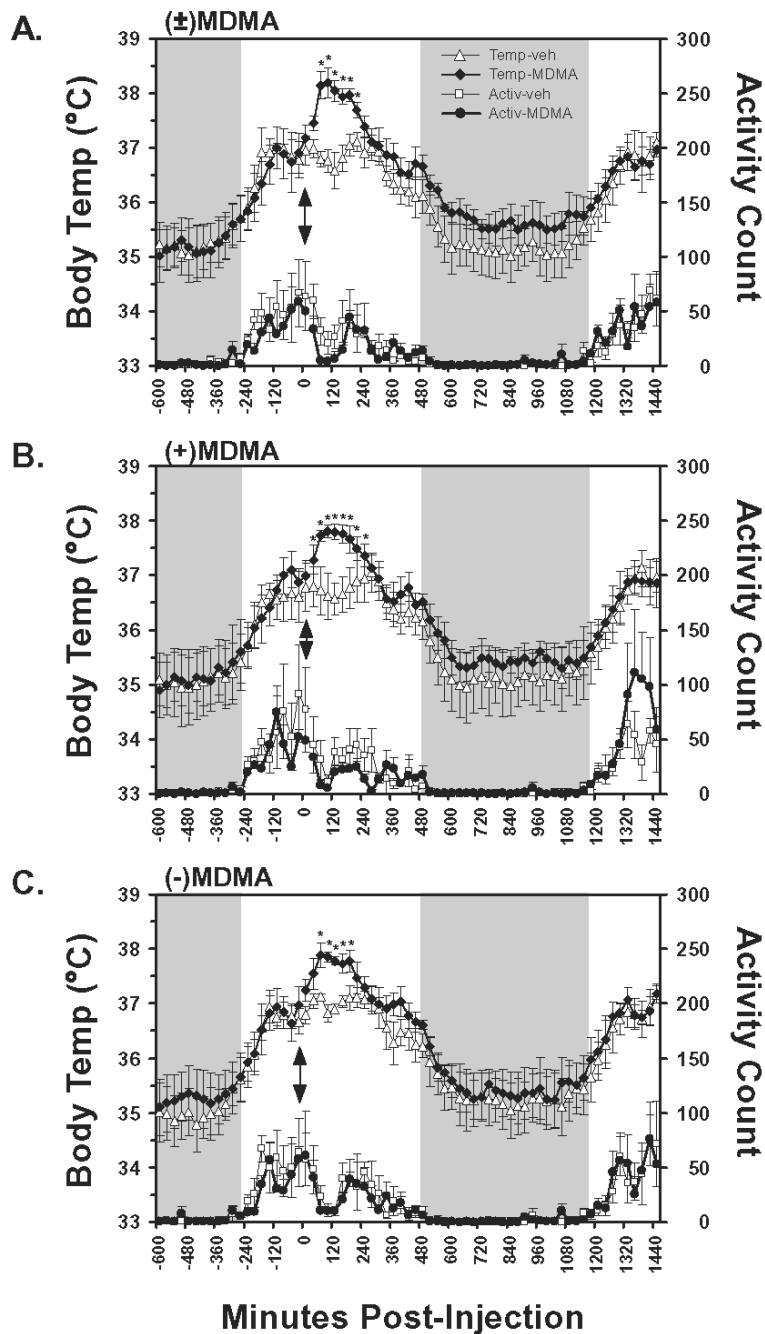 A.
(±)MDMA
Body Temp (°C)
39
38
37
36
35
34
33
Temp-veh
Temp-MDMA
Activ-veh
Activ-MDMA
300
250
200
150
100
50
0
Activity Count
-600 -480 -360 -240 -120 0 120 240 360 480 600 720 840 960 1080 1200 1320 1440
B.
(+)MDMA
Body Temp (°C)
39
38
37
36
35
34
33
300
250
200
150
100
50
0
Activity Count
-600 -480 -360 -240 -120 0 120 240 360 480 600 720 840 960 1080 1200 1320 1440
C.
(-)MDMA
Body Temp (°C)
39
38
37
36
35
34
33
300
250
200
150
100
50
0
Activity Count
-600 -480 -360 -240 -120 0 120 240 360 480 600 720 840 960 1080 1200 1320 1440
Minutes Post-Injection